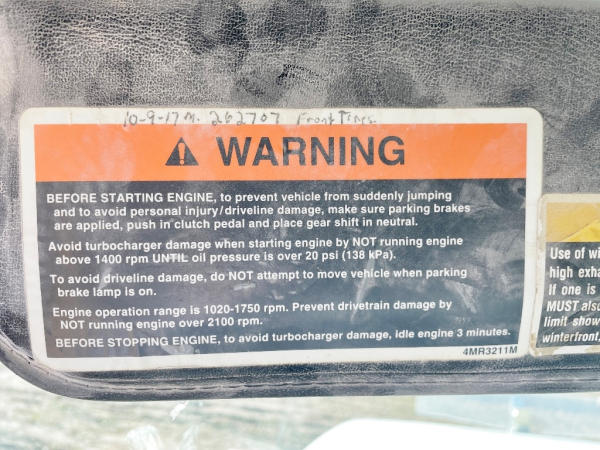 10-9-17 M. 262707 Front Tires
WARNING
BEFORE STARTING ENGINE, to prevent vehicle from suddenly jumping
and to avoid personal injury/driveline damage, make sure parking brakes
are applied, push in clutch pedal and place gear shift in neutral.
Avoid turbocharger damage when starting engine by NOT running engine
above 1400 rpm UNTIL oil pressure is over 20 psi (138 kPa).
To avoid driveline damage, do NOT attempt to move vehicle when parking
brake lamp is on.
Engine operation range is 1020-1750 rpm. Prevent drivetrain damage by
NOT running engine over 2100 rpm.
BEFORE STOPPING ENGINE, to avoid turbocharger damage, idle engine 3 minutes.
4MR3211M
Use of wi
high exha
If one is
MUST also
limit show
winterfront,